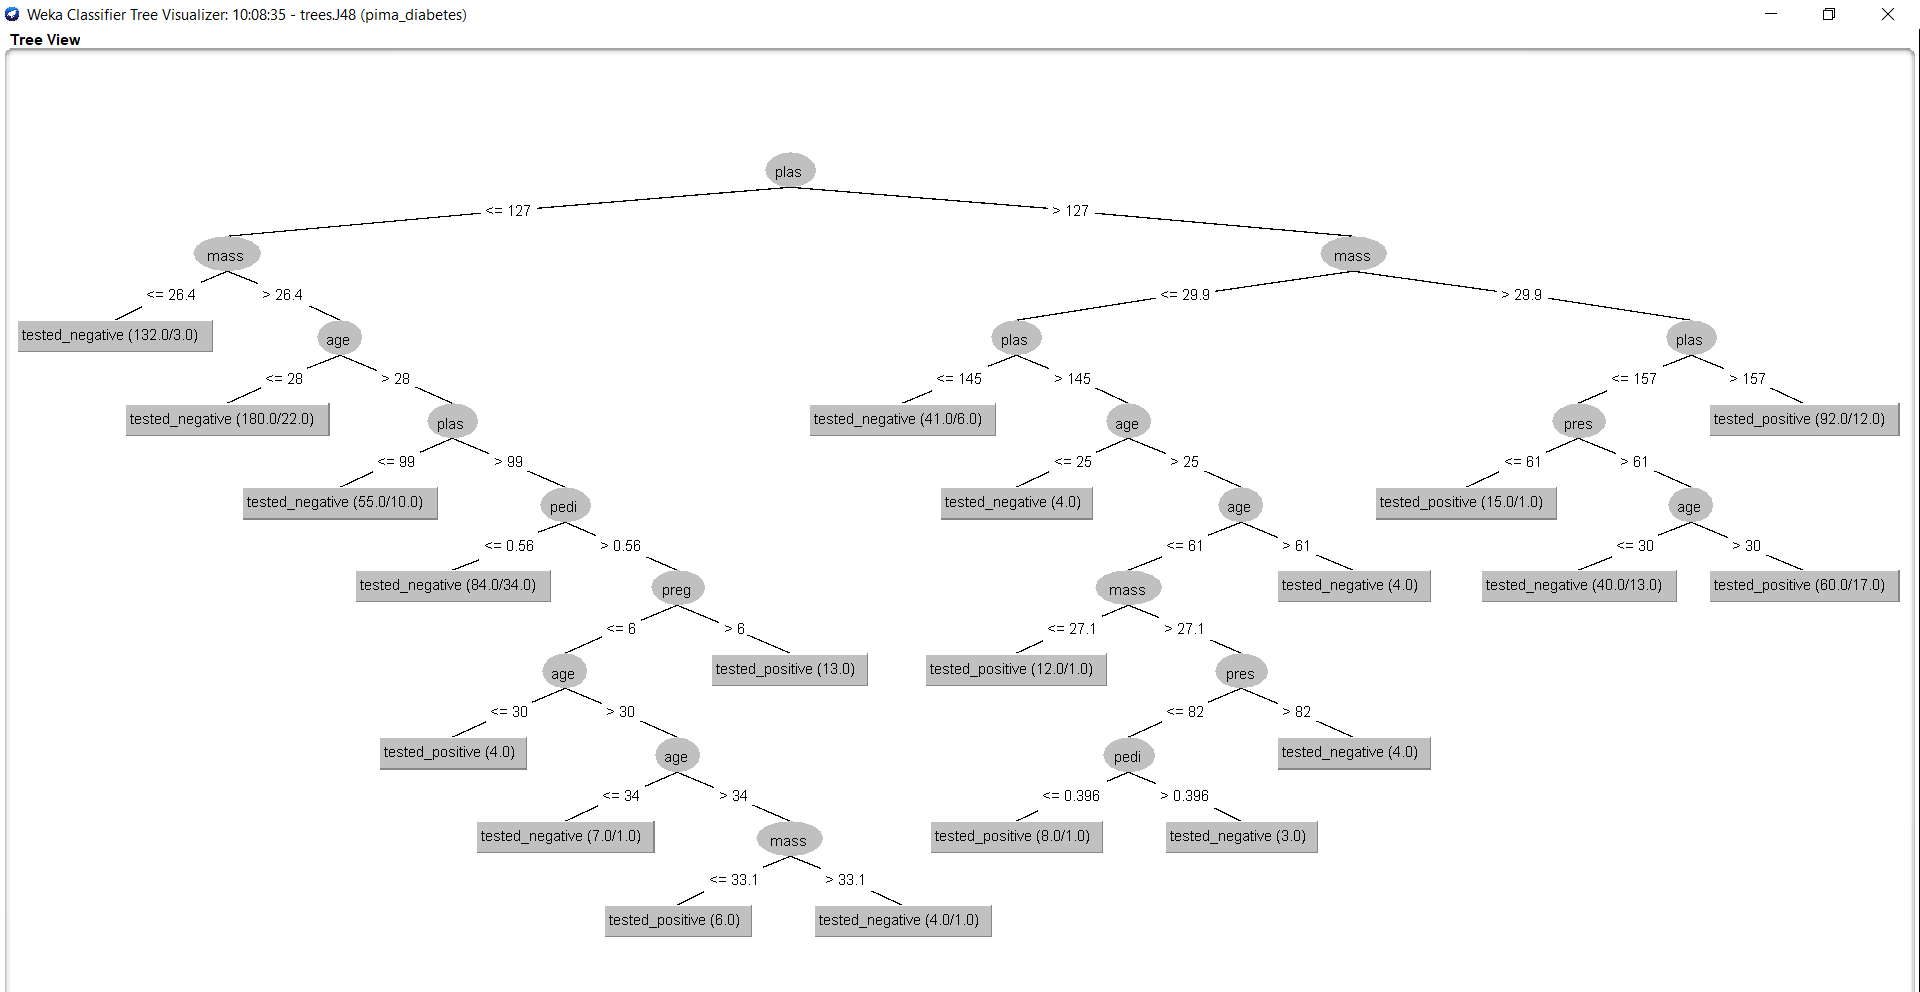 Weka Classifier Tree Visualizer: 10:08:35 - trees.J48 (pima_diabetes)
Tree View
plas
<= 127 > 127
mass mass
<= 26.4 > 26.4 <= 29.9 > 29.9
tested_negative (132.0/3.0) age plas plas
<= 28 > 28 <= 145 > 145 <= 157 > 157
tested_negative (180.0/22.0) plas tested_negative (41.0/6.0) age pres tested_positive (92.0/12.0)
<= 99 > 99 <= 25 > 25 <= 61 > 61
tested_negative (55.0/10.0) pedi tested_negative (4.0) age tested_positive (15.0/1.0) age
<= 0.56 > 0.56 <= 61 > 61 <= 30 > 30
tested_negative (84.0/34.0) preg mass tested_negative (4.0) tested_negative (40.0/13.0) tested_positive (60.0/17.0)
<= 6 > 6 <= 27.1 > 27.1
age tested_positive (13.0) tested_positive (12.0/1.0) pres
<= 30 > 30 <= 82 > 82
tested_positive (4.0) age pedi tested_negative (4.0)
<= 34 > 34 <= 0.396 > 0.396
tested_negative (7.0/1.0) mass tested_positive (8.0/1.0) tested_negative (3.0)
<= 33.1 > 33.1
tested_positive (6.0) tested_negative (4.0/1.0)